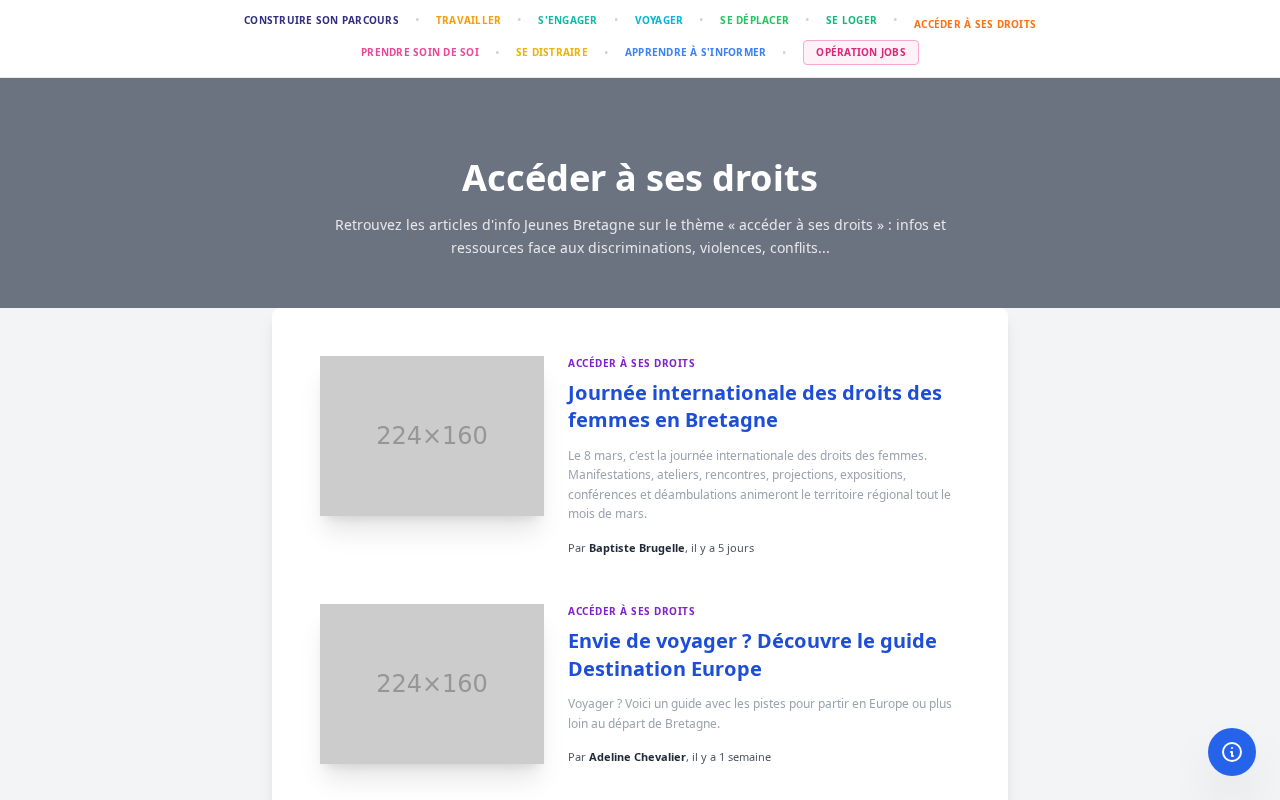 CONSTRUIRE SON PARCOURS • TRAVAILLER • S'ENGAGER • VOYAGER • SE DÉPLACER • SE LOGER • ACCÉDER À SES DROITS
PRENDRE SOIN DE SOI • SE DISTRAIRE • APPRENDRE À S'INFORMER • OPÉRATION JOBS
Accéder à ses droits
Retrouvez les articles d'info Jeunes Bretagne sur le thème « accéder à ses droits » : infos et
ressources face aux discriminations, violences, conflits...
224×160
ACCÉDER À SES DROITS
Journée internationale des droits des
femmes en Bretagne
Le 8 mars, c'est la journée internationale des droits des femmes.
Manifestations, ateliers, rencontres, projections, expositions,
conférences et déambulations animeront le territoire régional tout le
mois de mars.
Par Baptiste Brugelle, il y a 5 jours
224×160
ACCÉDER À SES DROITS
Envie de voyager ? Découvre le guide
Destination Europe
Voyager ? Voici un guide avec les pistes pour partir en Europe ou plus
loin au départ de Bretagne.
Par Adeline Chevalier, il y a 1 semaine